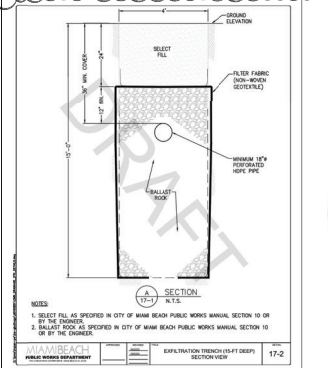 4'
GROUND
ELEVATION
SELECT
FILL
24"
36" MIN. COVER
12" MIN.
FILTER FABRIC
(NON-WOVEN
GEOTEXTILE)
15'-0"
MINIMUM 18"ø
PERFORATED
HDPE PIPE
BALLAST
ROCK
DRAFT
A
17-1
SECTION
N.T.S.
NOTES:
1. SELECT FILL AS SPECIFIED IN CITY OF MIAMI BEACH PUBLIC WORKS MANUAL SECTION 10 OR
BY THE ENGINEER.
2. BALLAST ROCK AS SPECIFIED IN CITY OF MIAMI BEACH PUBLIC WORKS MANUAL SECTION 10
OR BY THE ENGINEER.
MIAMIBEACH
PUBLIC WORKS DEPARTMENT
APPROVED
REVISED
TITLE
EXFILTRATION TRENCH (15-FT DEEP)
SECTION VIEW
DETAIL
17-2